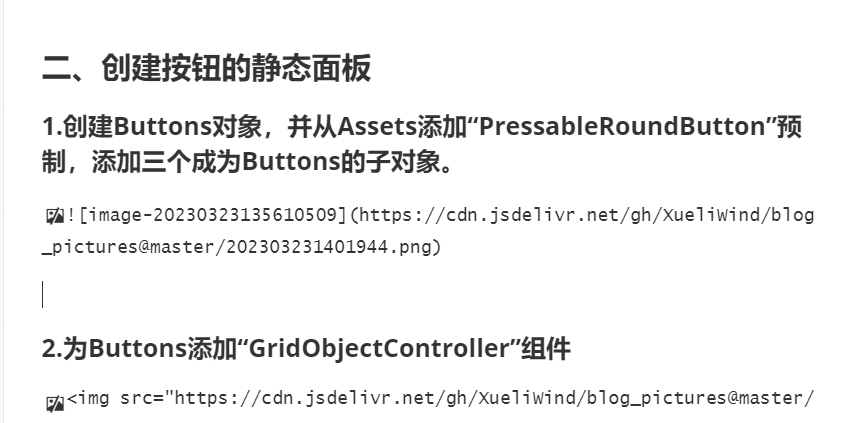 二、创建按钮的静态面板
1.创建Buttons对象，并从Assets添加“PressableRoundButton”预
制，添加三个成为Buttons的子对象。
![image-20230323135610509](https://cdn.jsdelivr.net/gh/XueliWind/blog
_pictures@master/202303231401944.png)
2.为Buttons添加“GridObjectController”组件
<img src="https://cdn.jsdelivr.net/gh/XueliWind/blog_pictures@master/